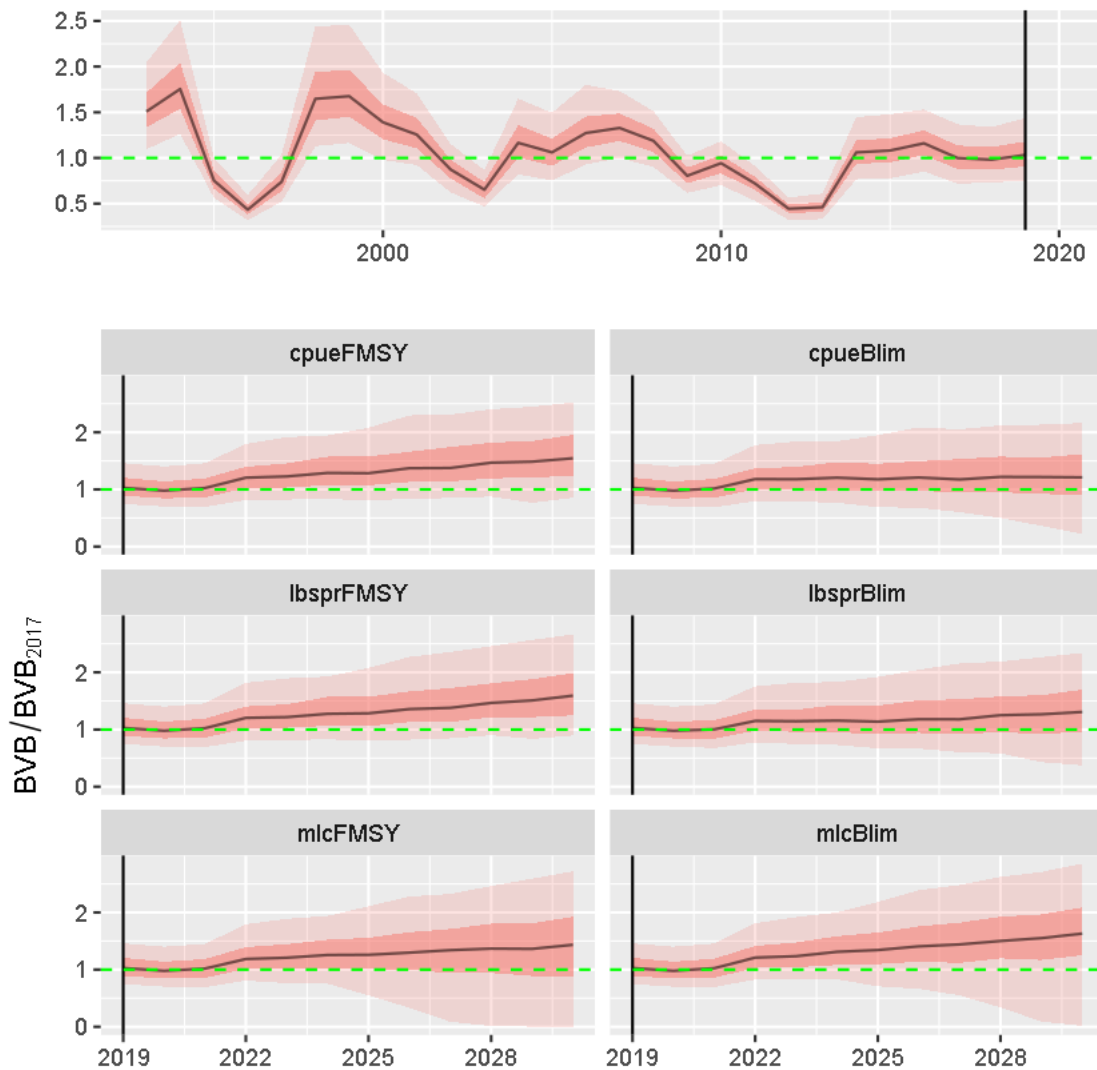 2.5
2.0
1.5
1.0
0.5
2000 2010 2020
cpueFMSY cpueBlim
2
1
0
lbsprFMSY lbsprBlim
2
1
0
BVB/BVB2017
mlcFMSY mlcBlim
2
1
0
2019 2022 2025 2028 2019 2022 2025 2028